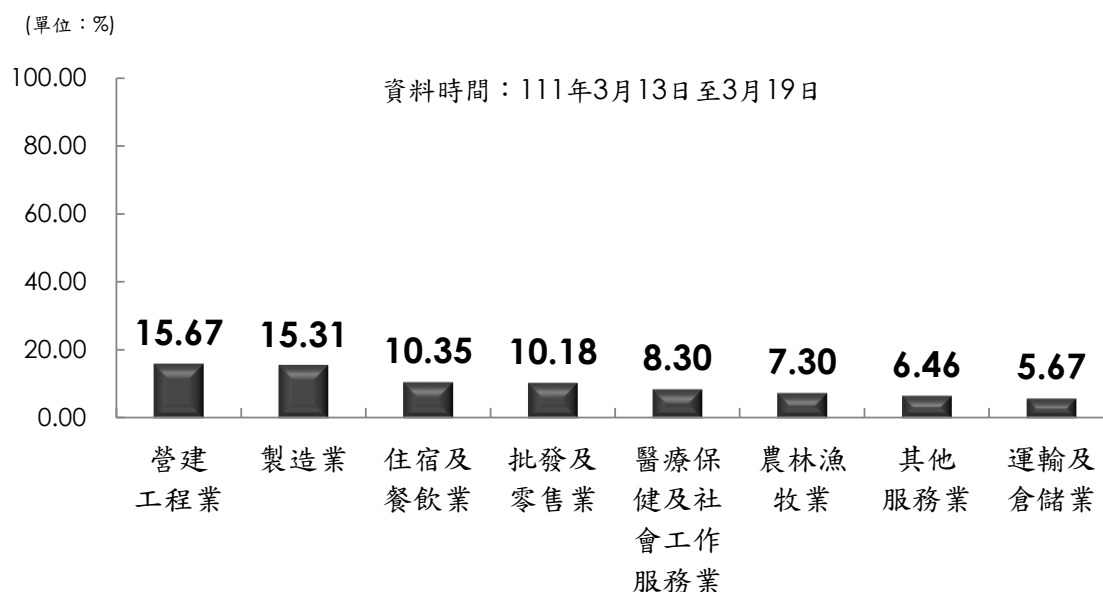 (單位：%)
資料時間：111年3月13日至3月19日
100.00
80.00
60.00
40.00
20.00
0.00
15.67
15.31
10.35
10.18
8.30
7.30
6.46
5.67
營建
工程業
製造業
住宿及
餐飲業
批發及
零售業
醫療保
健及社
會工作
服務業
農林漁
牧業
其他
服務業
運輸及
倉儲業